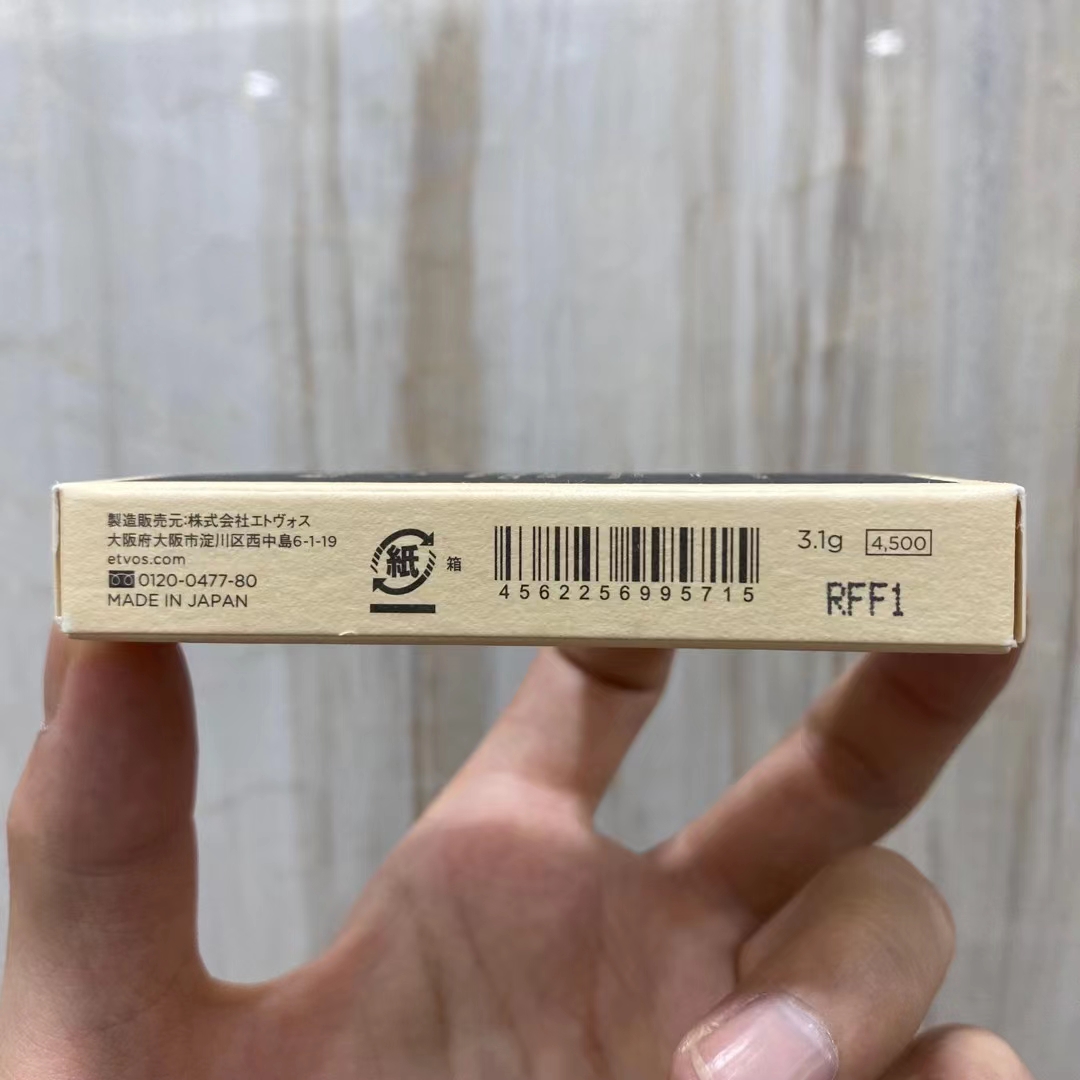 製造販売元:株式会社エトヴォス
大阪府大阪市淀川区西中島6-1-19
etvos.com
0120-0477-80
MADE IN JAPAN
紙
箱
4562256995715
3.1g
4,500
RFF1